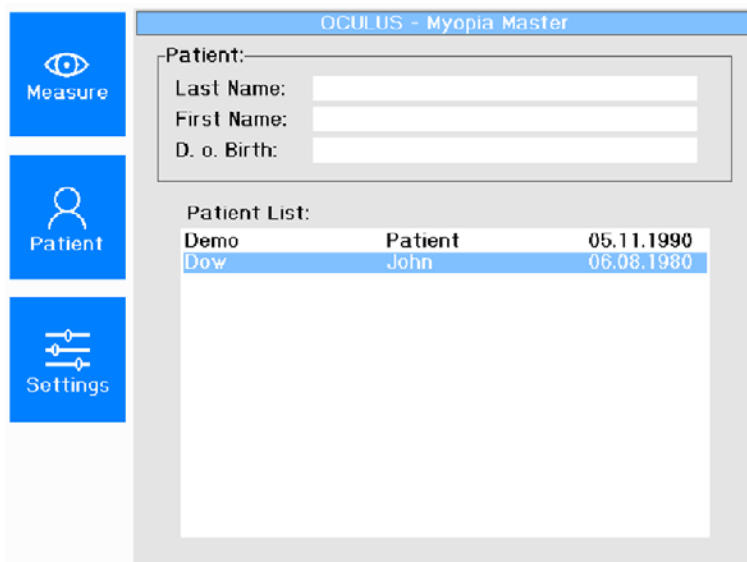 OCULUS - Myopia Master
Measure
Patient
Settings
Patient:
Last Name:
First Name:
D. o. Birth:
Patient List:
Demo Patient 05.11.1990
Dow John 06.08.1980